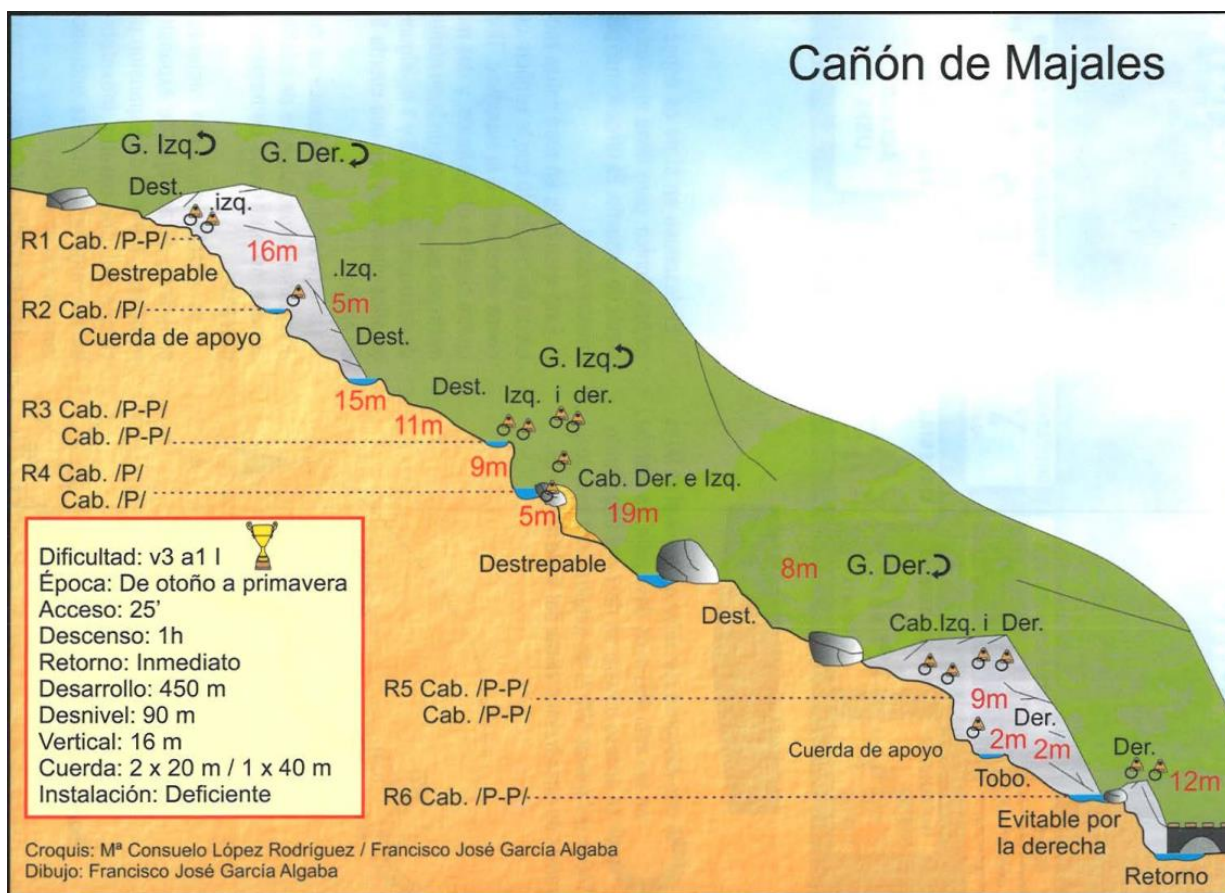 Cañón de Majales
G. Izq.
G. Der.
Dest.
.izq.
R1 Cab. /P-P/
16m
Destrepable
.Izq.
R2 Cab. /P/
5m
Cuerda de apoyo
Dest.
G. Izq.
Dest.
Izq. i der.
15m
R3 Cab. /P-P/
11m
Cab. /P-P/
9m
R4 Cab. /P/
Cab. Der. e Izq.
Cab. /P/
5m
19m
Destrepable
8m
G. Der.
Dest.
Cab.Izq. i Der.
R5 Cab. /P-P/
9m
Cab. /P-P/
Der.
2m
2m
Cuerda de apoyo
Der.
Tobo.
12m
R6 Cab. /P-P/
Evitable por
la derecha
Retorno
Dificultad: v3 a1 I
Época: De otoño a primavera
Acceso: 25’
Descenso: 1h
Retorno: Inmediato
Desarrollo: 450 m
Desnivel: 90 m
Vertical: 16 m
Cuerda: 2 x 20 m / 1 x 40 m
Instalación: Deficiente
Croquis: Mª Consuelo López Rodríguez / Francisco José García Algaba
Dibujo: Francisco José García Algaba